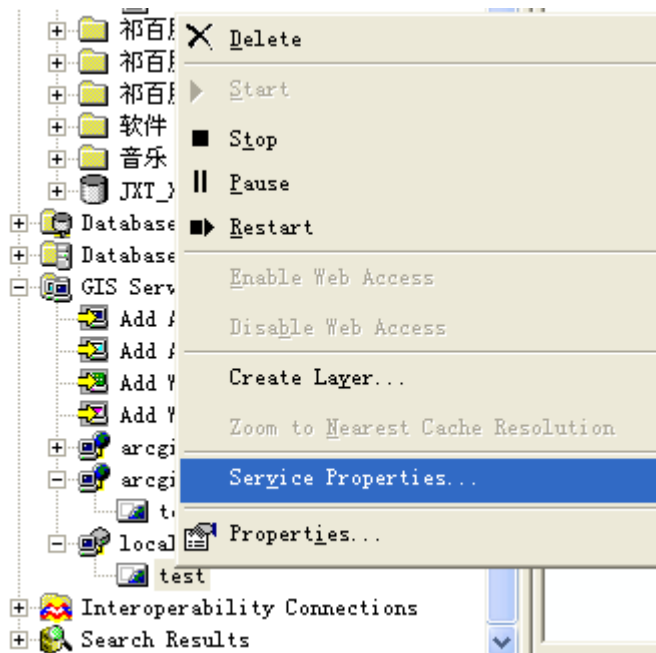 祁百
祁百
祁百
软件
音乐
Database
Database
GIS Serv
Add
Add
Add
Add
arcgi
arcgi
local
test
Interoperability Connections
Search Results
Delete
Start
Stop
Pause
Restart
Enable Web Access
Disable Web Access
Create Layer...
Zoom to Nearest Cache Resolution
Service Properties...
Properties...